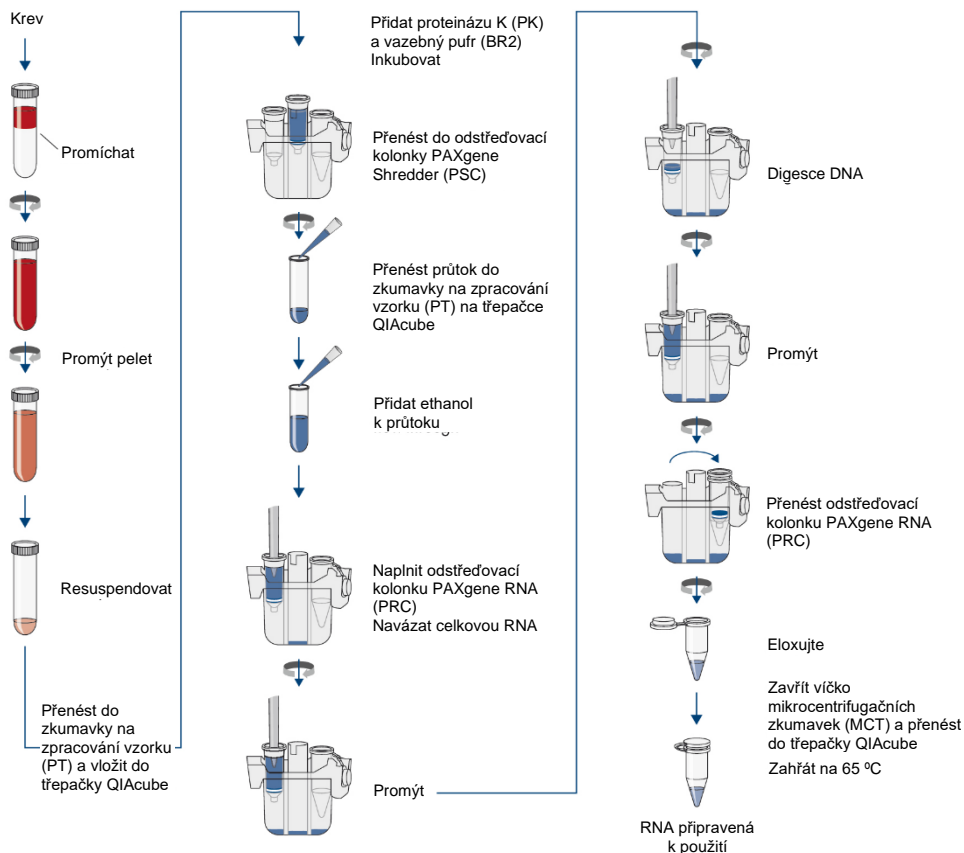 Krev
Promíchat
Promýt pelet
Resuspendovat
Přenést do
zkumavky na
zpracování vzorku
(PT) a vložit do
třepačky QIAcube
Přidat proteinázu K (PK)
a vazebný pufr (BR2)
Inkubovat
Přenést do odstřeďovací
kolonky PAXgene
Shredder (PSC)
Přenést průtok do
zkumavky na zpracování
vzorku (PT) na třepačce
QIAcube
Přidat ethanol
k průtoku
Naplnit odstřeďovací
kolonku PAXgene RNA
(PRC)
Navázat celkovou RNA
Promýt
Digesce DNA
Promýt
Přenést odstřeďovací
kolonku PAXgene RNA
(PRC)
Eloxujte
Zavřít víčko
mikrocentrifugačních
zkumavek (MCT) a přenést
do třepačky QIAcube
Zahřát na 65 ºC
RNA připravená
k použití